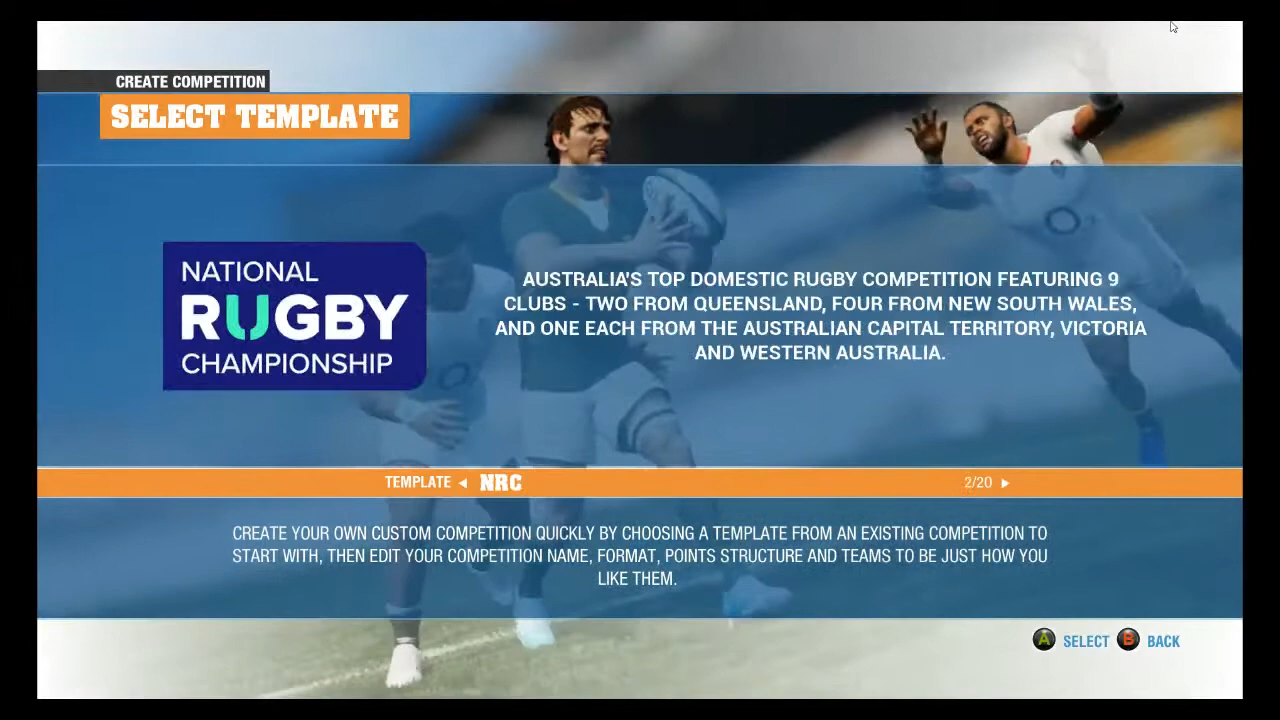 CREATE COMPETITION
SELECT TEMPLATE
NATIONAL
RUGBY
CHAMPIONSHIP
AUSTRALIA'S TOP DOMESTIC RUGBY COMPETITION FEATURING 9
CLUBS - TWO FROM QUEENSLAND, FOUR FROM NEW SOUTH WALES,
AND ONE EACH FROM THE AUSTRALIAN CAPITAL TERRITORY, VICTORIA
AND WESTERN AUSTRALIA.
TEMPLATE NRC 2/20
CREATE YOUR OWN CUSTOM COMPETITION QUICKLY BY CHOOSING A TEMPLATE FROM AN EXISTING COMPETITION TO
START WITH, THEN EDIT YOUR COMPETITION NAME, FORMAT, POINTS STRUCTURE AND TEAMS TO BE JUST HOW YOU
LIKE THEM.
A SELECT B BACK